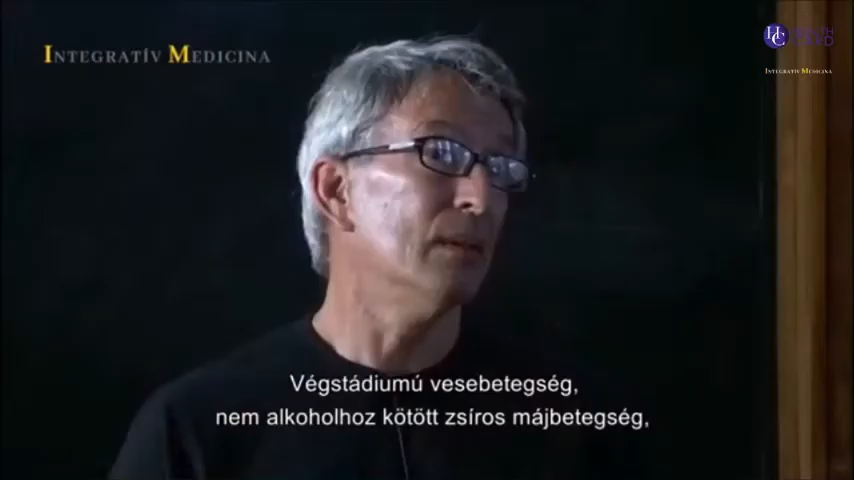 INTEGRATÍV MEDICINA
INTEGRATÍV MEDICINA
Végstádiumú vesebetegség,
nem alkoholhoz kötött zsíros májbetegség,